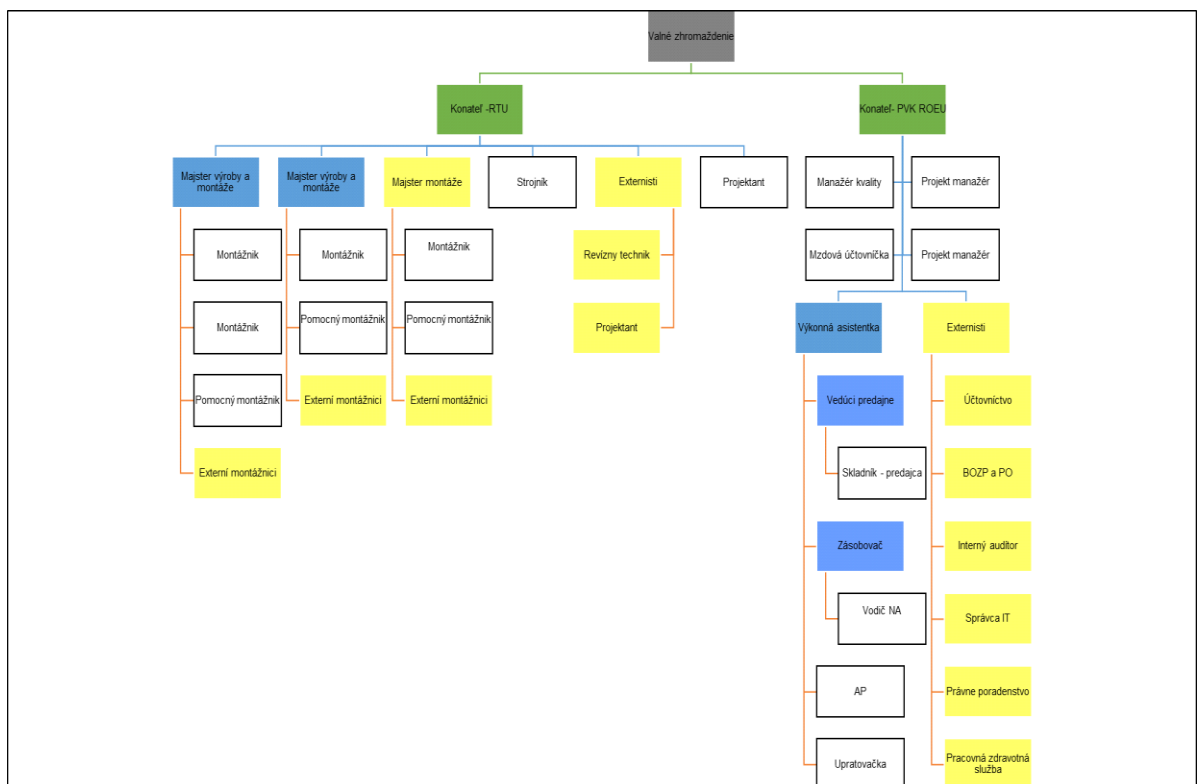 Valné zhromaždenie
Konateľ -RTU
Konateľ- PVK ROEU
Majster výroby a
montáže
Majster výroby a
montáže
Majster montáže
Strojník
Externisti
Projektant
Manažér kvality
Projekt manažér
Montážnik
Montážnik
Montážnik
Revízny technik
Mzdová účtovníčka
Projekt manažér
Montážnik
Pomocný montážnik
Pomocný montážnik
Projektant
Výkonná asistentka
Externisti
Pomocný montážnik
Externí montážnici
Externí montážnici
Vedúci predajne
Účtovníctvo
Externí montážnici
Skladník - predajca
BOZP a PO
Zásobovač
Interný audítor
Vodič NA
Správca IT
AP
Právne poradenstvo
Upratovačka
Pracovná zdravotná
služba